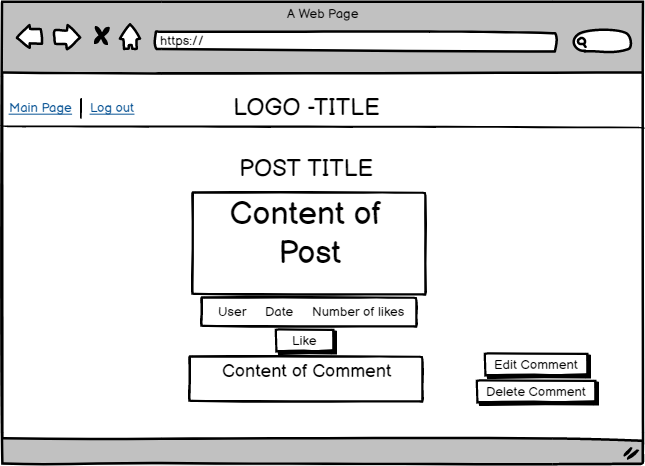 A Web Page
https://
Main Page | Log out
LOGO -TITLE
POST TITLE
Content of
Post
User Date Number of likes
Like
Content of Comment
Edit Comment
Delete Comment